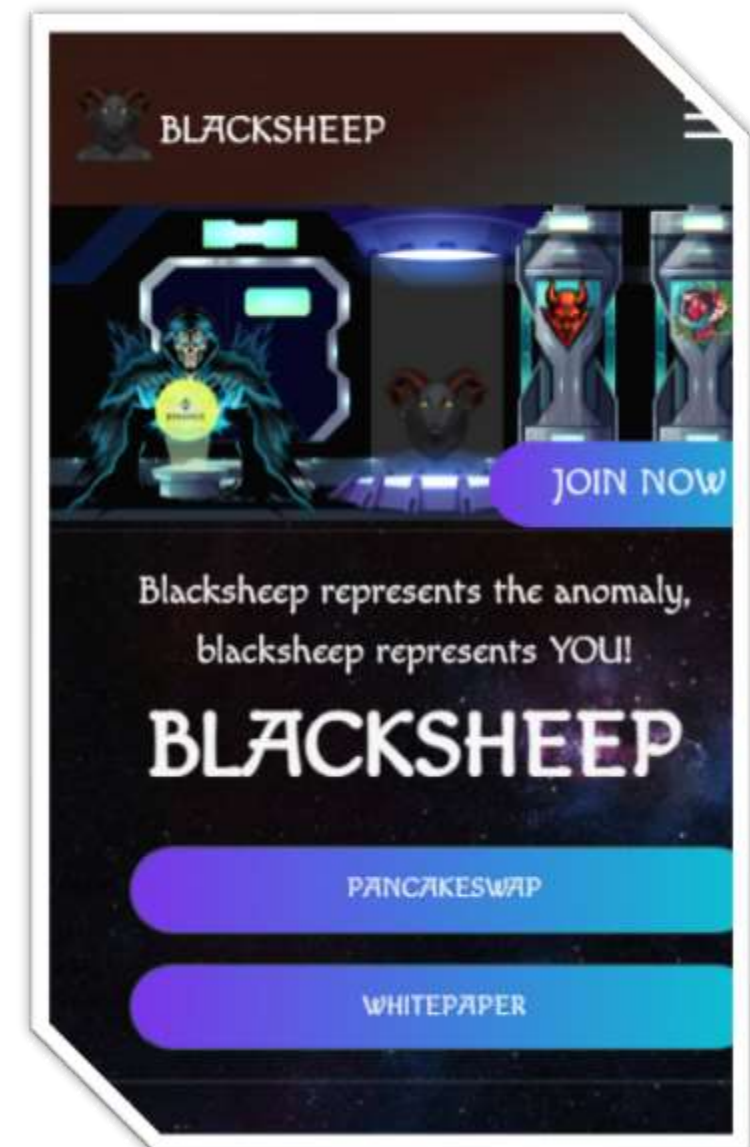 BLACKSHEEP
JOIN NOW
Blacksheep represents the anomaly,
blacksheep represents YOU!
BLACKSHEEP
PANCAKESWAP
WHITEPAPER